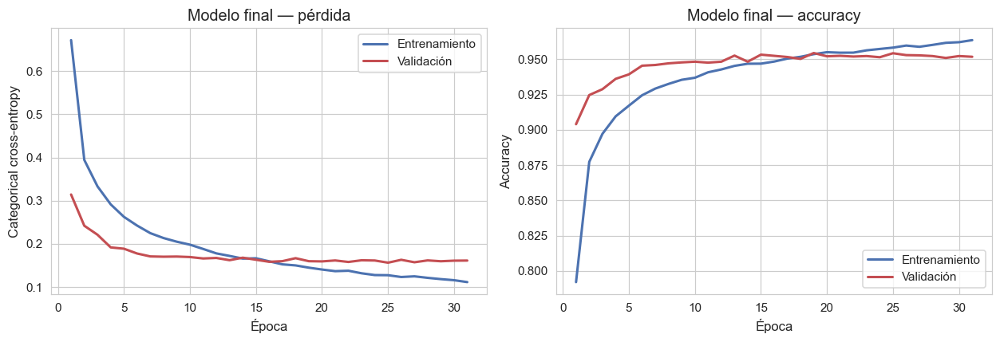 Modelo final — pérdida
Categorical cross-entropy
0.6
0.5
0.4
0.3
0.2
0.1
Entrenamiento
Validación
0 5 10 15 20 25 30
Época
Modelo final — accuracy
Accuracy
0.950
0.925
0.900
0.875
0.850
0.825
0.800
Entrenamiento
Validación
0 5 10 15 20 25 30
Época